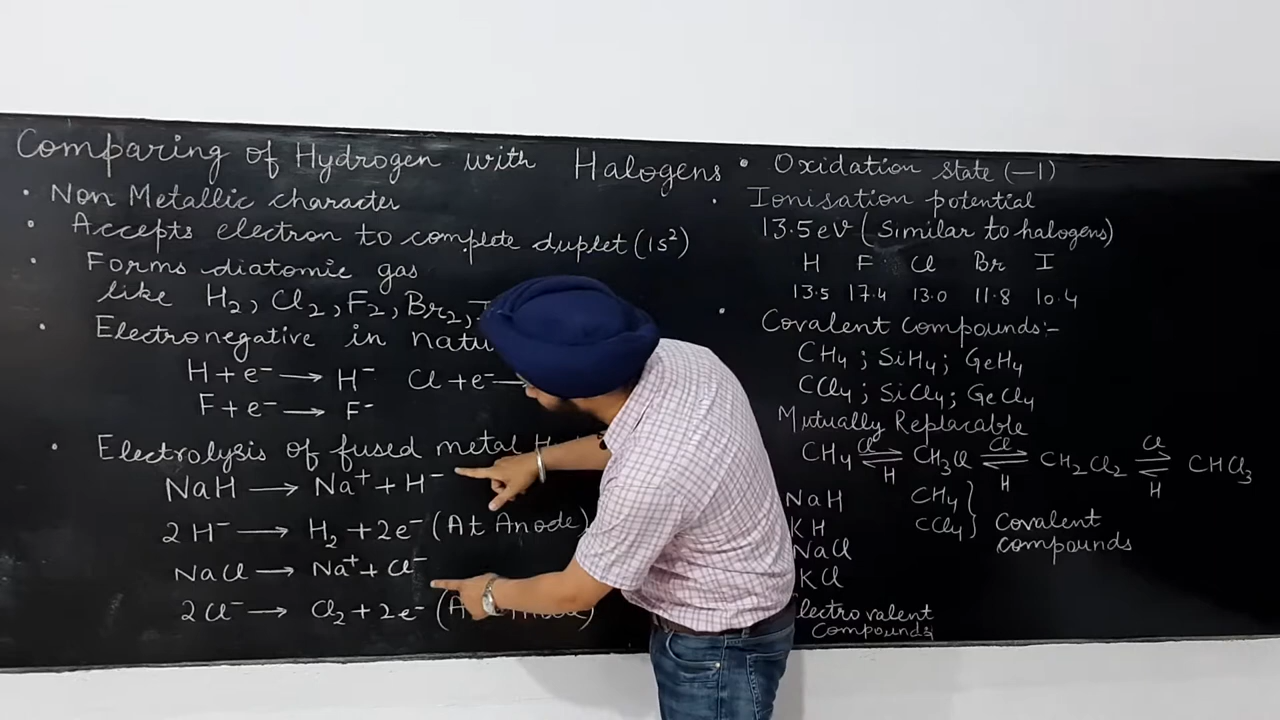 Comparing of Hydrogen with Halogens
• Non Metallic character
• Accepts electron to complete duplet (1s²)
• Forms diatomic gas
like H₂, Cl₂, F₂, Br₂,
• Electronegative in
H + e⁻ → H⁻ Cl + e⁻ →
F + e⁻ → F⁻
• Electrolysis of fused metal
NaH → Na⁺ + H⁻
2H⁻ → H₂ + 2e⁻ (At Anode)
NaCl → Na⁺ + Cl⁻
2Cl⁻ → Cl₂ + 2e⁻
• Oxidation state (–1)
• Ionisation potential
13.5 eV (Similar to halogens)
H F Cl Br I
13.5 17.4 13.0 11.8 10.4
• Covalent Compounds:-
CH₄ ; SiH₄ ; GeH₄
CCl₄ ; SiCl₄ ; GeCl₄
Mutually Replacable
CH₄ ⇌ CH₃Cl ⇌ CH₂Cl₂ ⇌ CHCl₃
Cl Cl Cl
H H H
NaH
KH
NaCl
KCl
Compounds
CH₄
CCl₄
} Covalent
compounds